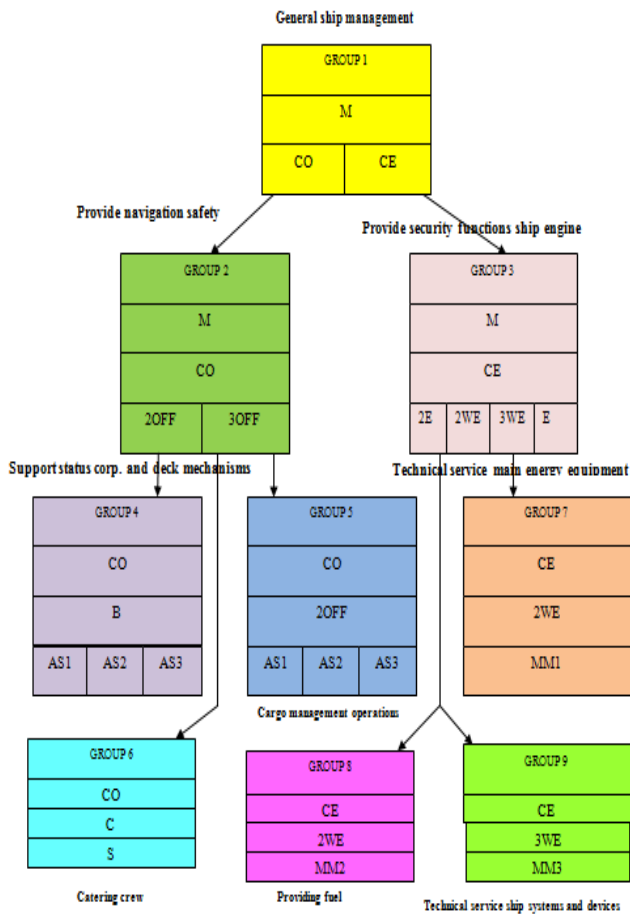 General ship management
GROUP 1
M
CO CE
Provide navigation safety
Provide security functions ship engine
GROUP 2
M
CO
2OFF 3OFF
GROUP 3
M
CE
2E 2WE 3WE E
Support status corp. and deck mechanisms
Technical service main energy equipment
GROUP 4
CO
B
AS1 AS2 AS3
GROUP 5
CO
2OFF
AS1 AS2 AS3
GROUP 7
CE
2WE
MM1
Cargo management operations
GROUP 6
CO
C
S
GROUP 8
CE
2WE
MM2
GROUP 9
CE
3WE
MM3
Catering crew
Providing fuel
Technical service ship systems and devices